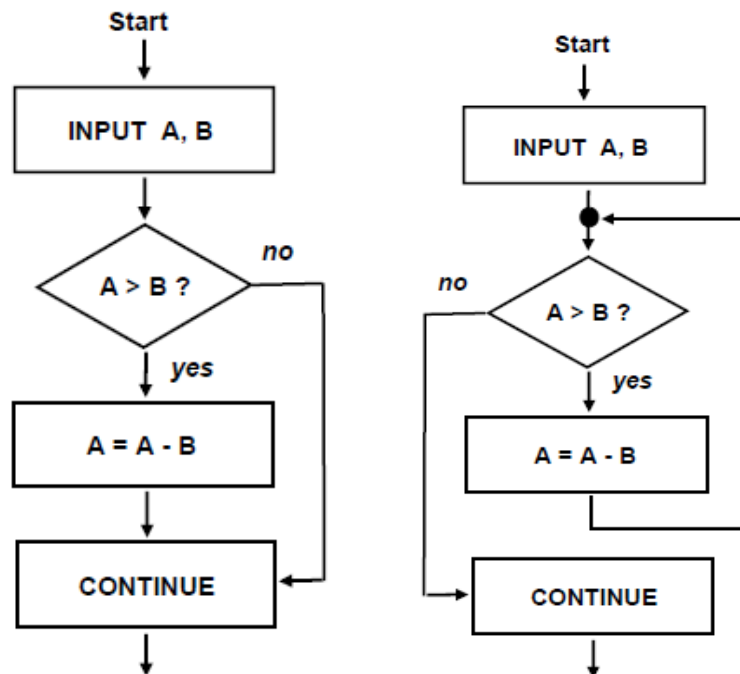 Start
INPUT A, B
A > B ?
no
yes
A = A - B
CONTINUE
Start
INPUT A, B
A > B ?
no
yes
A = A - B
CONTINUE